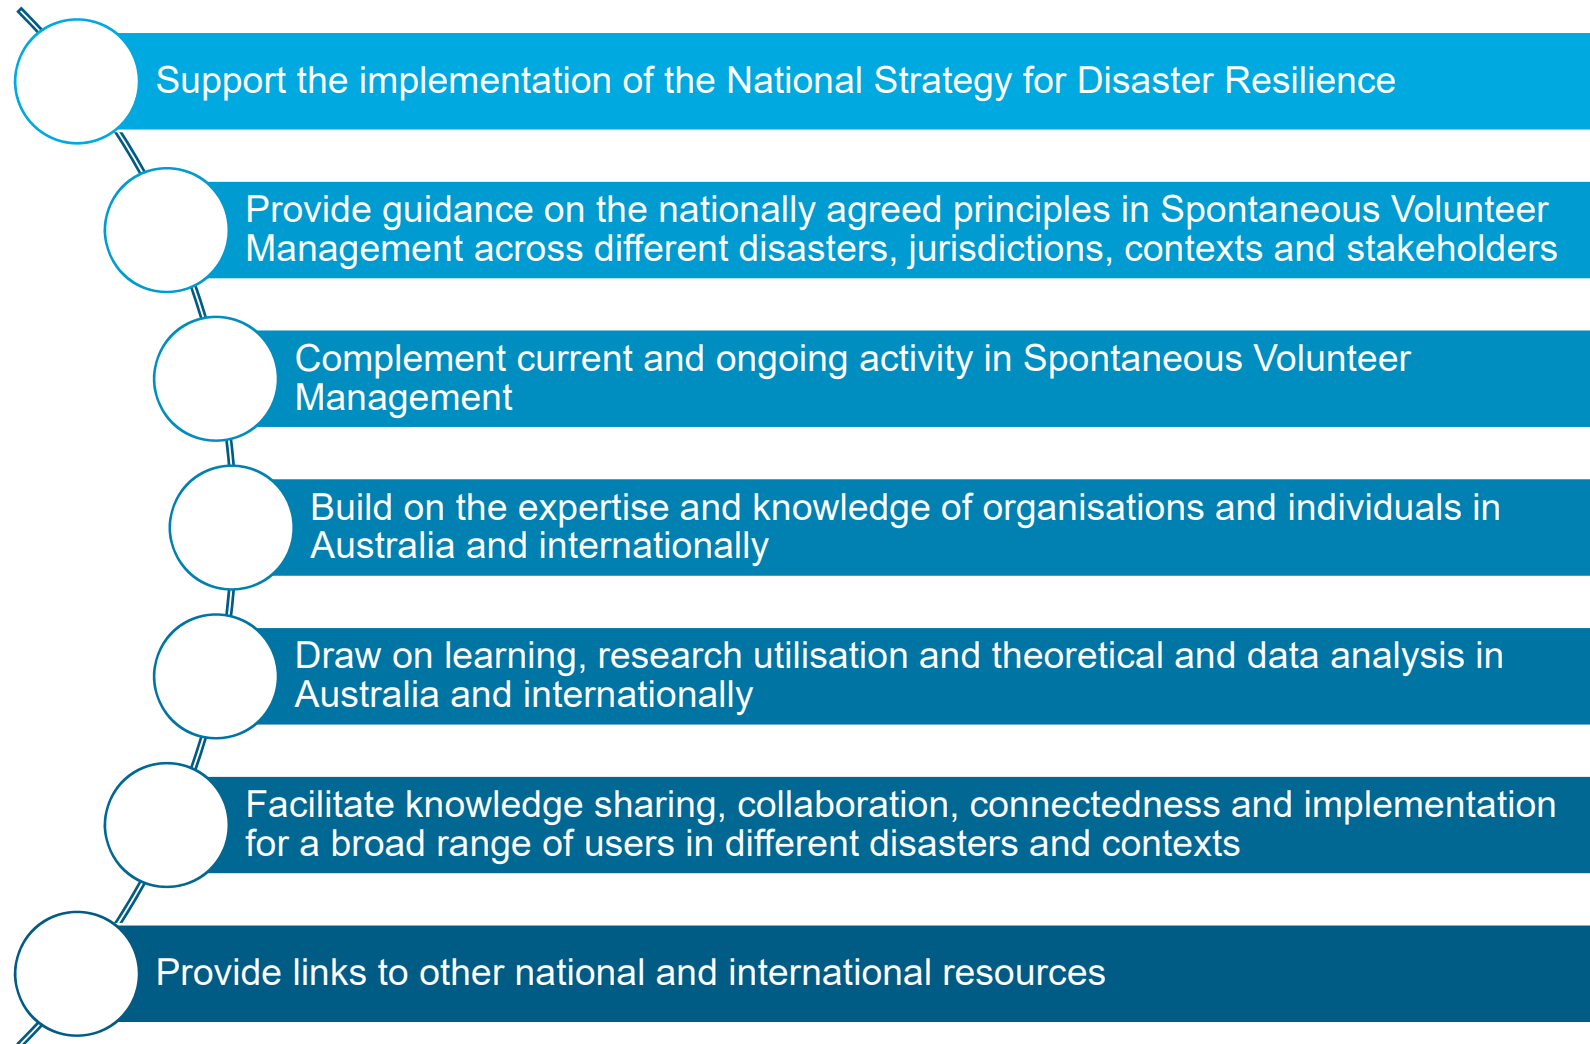 Support the implementation of the National Strategy for Disaster Resilience
Provide guidance on the nationally agreed principles in Spontaneous Volunteer
Management across different disasters, jurisdictions, contexts and stakeholders
Complement current and ongoing activity in Spontaneous Volunteer
Management
Build on the expertise and knowledge of organisations and individuals in
Australia and internationally
Draw on learning, research utilisation and theoretical and data analysis in
Australia and internationally
Facilitate knowledge sharing, collaboration, connectedness and implementation
for a broad range of users in different disasters and contexts
Provide links to other national and international resources